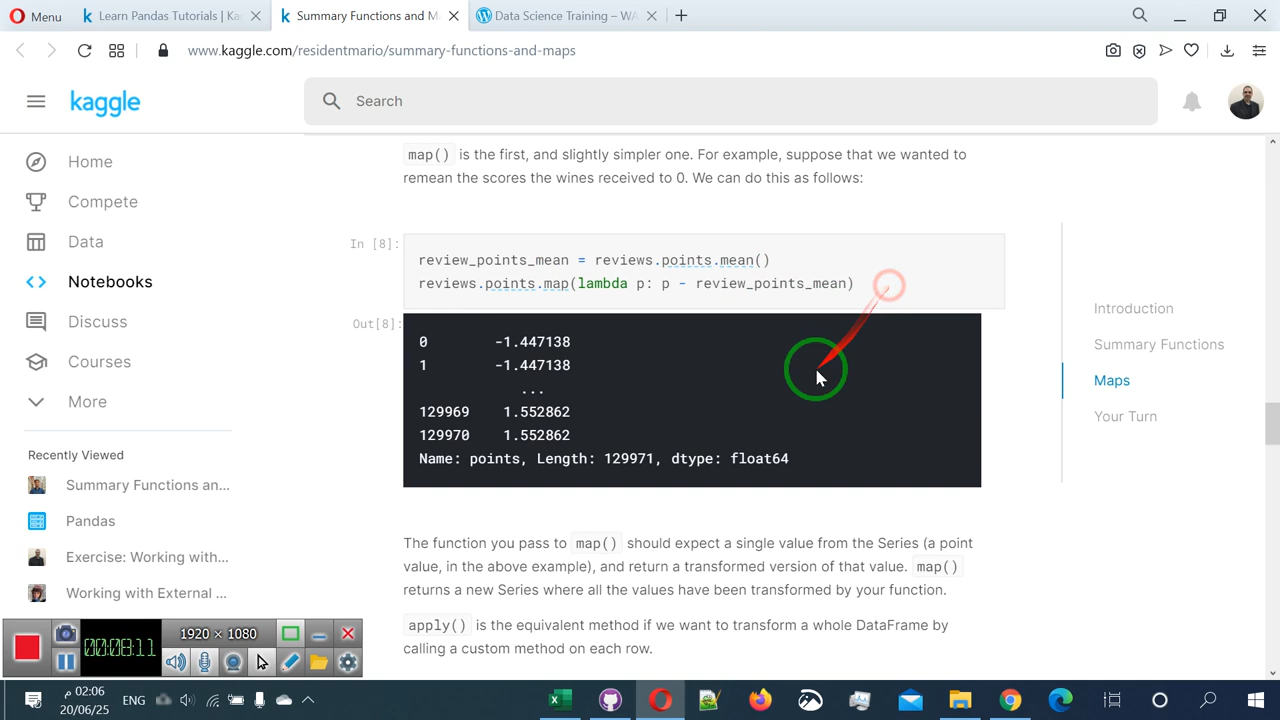 Menu
Learn Pandas Tutorials | Ka
Summary Functions and M
Data Science Training – WA
www.kaggle.com/residentmario/summary-functions-and-maps
kaggle
Search
Home
Compete
Data
Notebooks
Discuss
Courses
More
Recently Viewed
Summary Functions an...
Pandas
Exercise: Working with...
Working with External ...
map() is the first, and slightly simpler one. For example, suppose that we wanted to
remean the scores the wines received to 0. We can do this as follows:
In [8]:
review_points_mean = reviews.points.mean()
reviews.points.map(lambda p: p - review_points_mean)
Out[8]:
0 -1.447138
1 -1.447138
...
129969 1.552862
129970 1.552862
Name: points, Length: 129971, dtype: float64
The function you pass to map() should expect a single value from the Series (a point
value, in the above example), and return a transformed version of that value. map()
returns a new Series where all the values have been transformed by your function.
apply() is the equivalent method if we want to transform a whole DataFrame by
calling a custom method on each row.
Introduction
Summary Functions
Maps
Your Turn
00:08:11
1920 × 1080
ENG
02:06 م
20/06/25